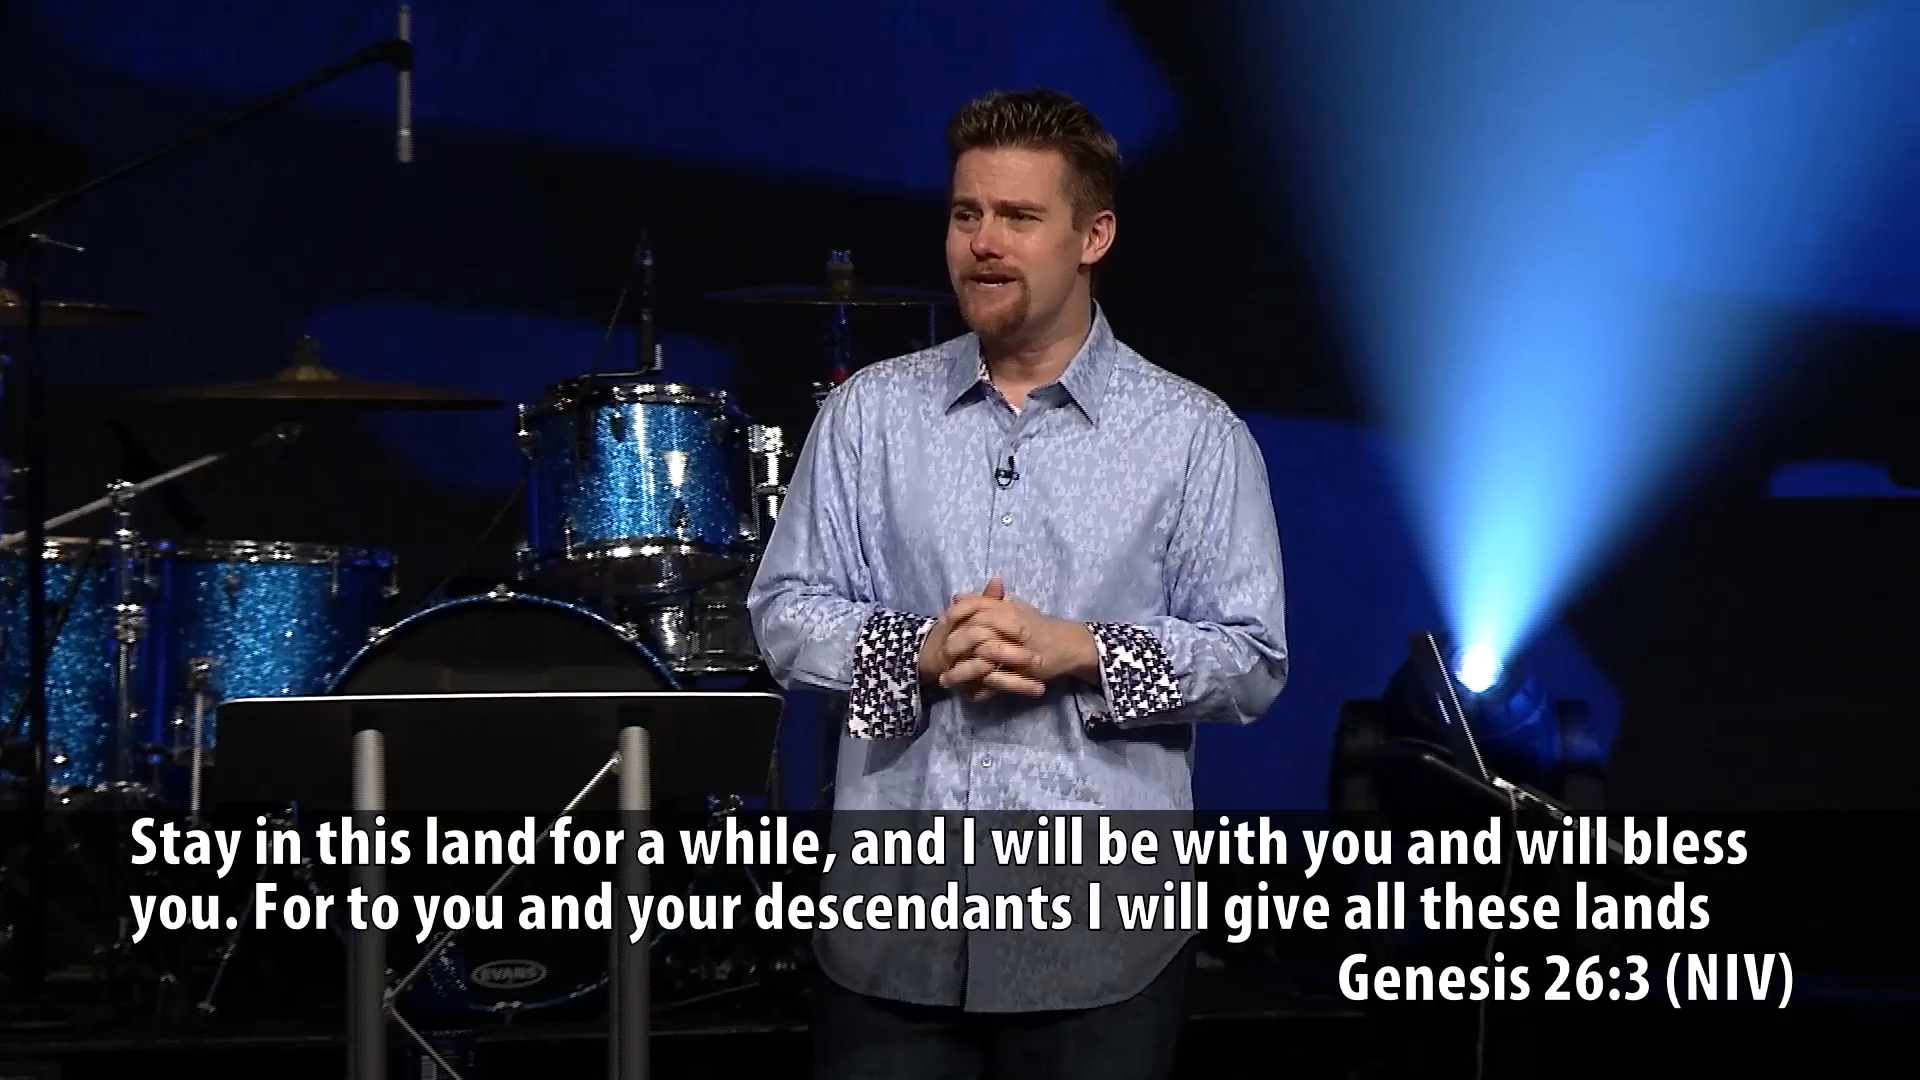 Stay in this land for a while, and I will be with you and will bless
you. For to you and your descendants I will give all these lands
Genesis 26:3 (NIV)
EVANS